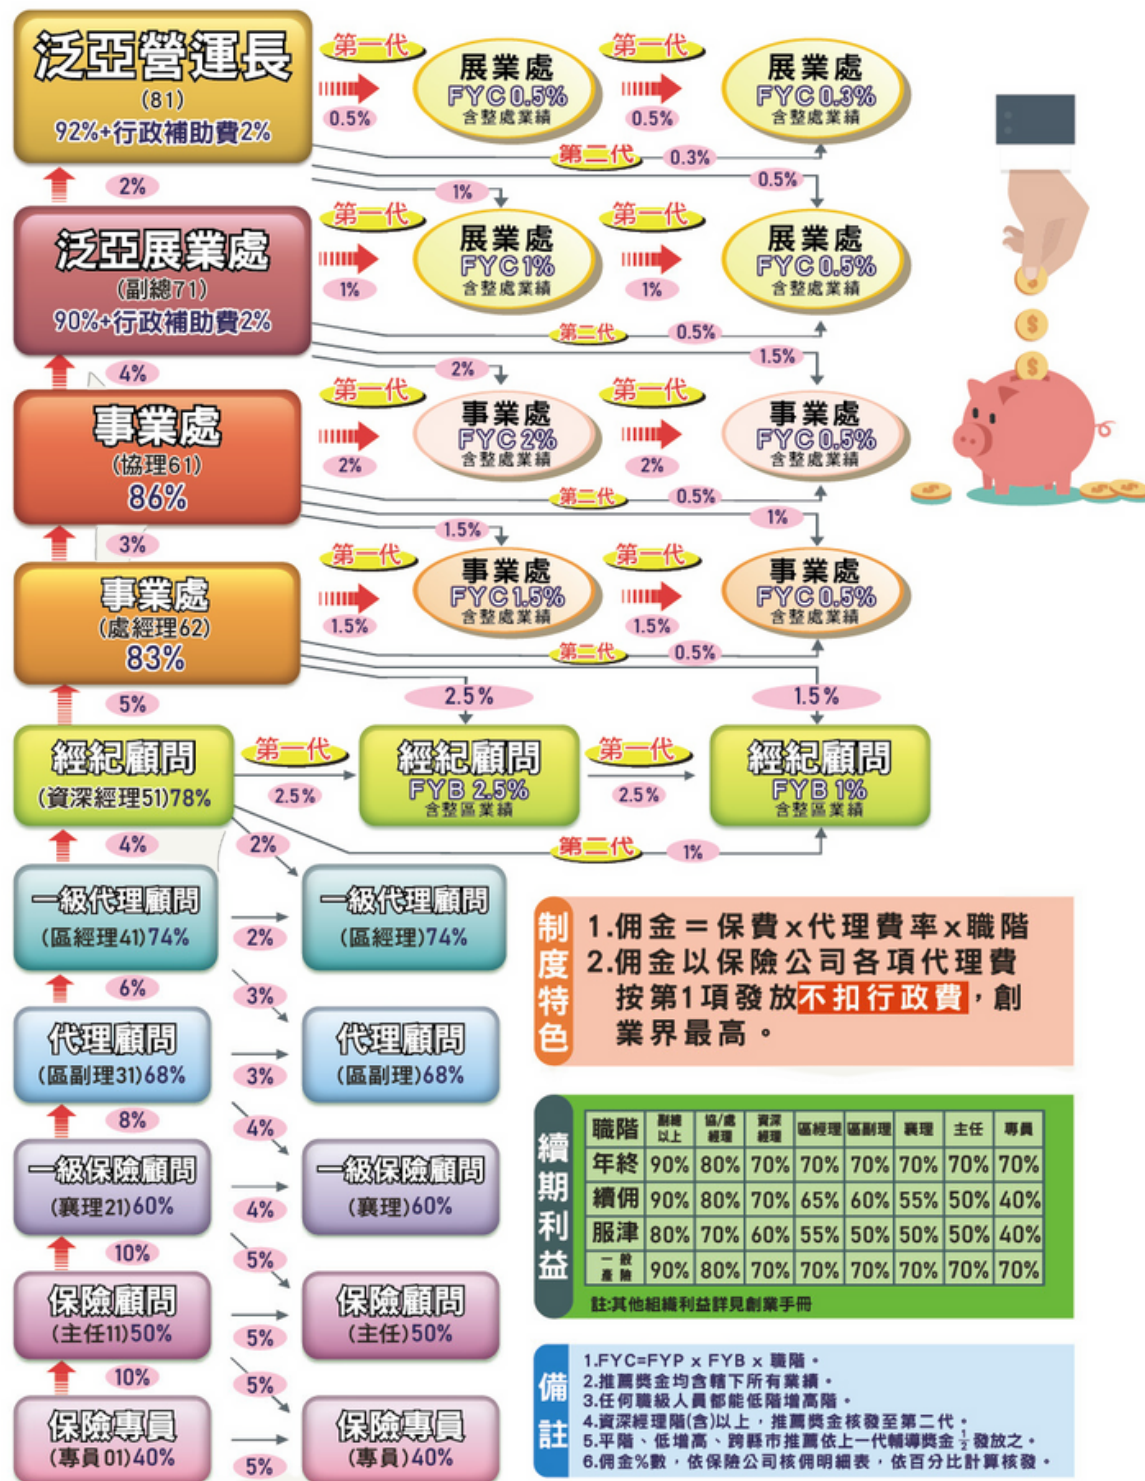 泛亞營運長
(81)
92%+行政補助費2%
第一代
0.5%
展業處
FYC 0.5%
含整處業績
第一代
0.5%
展業處
FYC 0.3%
含整處業績
第二代
0.3%
0.5%
1%
2%
泛亞展業處
(副總71)
90%+行政補助費2%
第一代
1%
展業處
FYC 1%
含整處業績
第一代
1%
展業處
FYC 0.5%
含整處業績
第二代
0.5%
1.5%
2%
4%
事業處
(協理61)
86%
第一代
2%
事業處
FYC 2%
含整處業績
第一代
2%
事業處
FYC 0.5%
含整處業績
第二代
0.5%
1%
1.5%
3%
事業處
(處經理62)
83%
第一代
1.5%
事業處
FYC 1.5%
含整處業績
第一代
1.5%
事業處
FYC 0.5%
含整處業績
第二代
0.5%
2.5%
1.5%
5%
經紀顧問
(資深經理51)78%
第一代
2.5%
經紀顧問
FYB 2.5%
含整區業績
第一代
2.5%
經紀顧問
FYB 1%
含整區業績
第二代
1%
4%
2%
一級代理顧問
(區經理41)74%
2%
一級代理顧問
(區經理)74%
6%
3%
代理顧問
(區副理31)68%
3%
代理顧問
(區副理)68%
8%
4%
一級保險顧問
(襄理21)60%
4%
一級保險顧問
(襄理)60%
10%
5%
保險顧問
(主任11)50%
5%
保險顧問
(主任)50%
10%
5%
保險專員
(專員01)40%
5%
保險專員
(專員)40%
制度特色
1.佣金=保費x代理費率x職階
2.佣金以保險公司各項代理費
按第1項發放不扣行政費,創
業界最高。
續期利益
職階 副總以上 協/處經理 資深經理 區經理 區副理 襄理 主任 專員
年終 90% 80% 70% 70% 70% 70% 70% 70%
續佣 90% 80% 70% 65% 60% 55% 50% 40%
服津 80% 70% 60% 55% 50% 50% 50% 40%
一般產險 90% 80% 70% 70% 70% 70% 70% 70%
註:其他組織利益詳見創業手冊
備註
1.FYC=FYP x FYB x 職階。
2.推薦獎金均含轄下所有業績。
3.任何職級人員都能低階增高階。
4.資深經理階(含)以上,推薦獎金核發至第二代。
5.平階、低增高、跨縣市推薦依上一代輔導獎金½發放之。
6.佣金%數,依保險公司核佣明細表,依百分比計算核發。